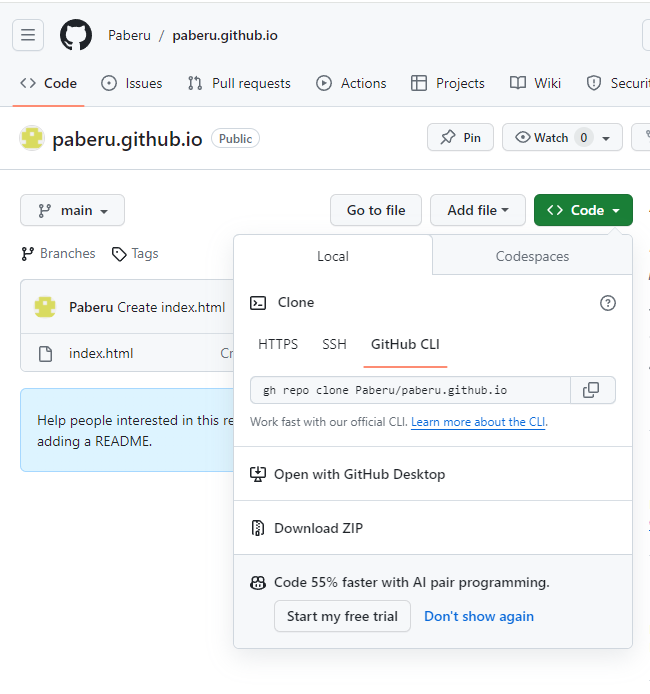 Paberu / paberu.github.io
Code Issues Pull requests Actions Projects Wiki Securi
paberu.github.io Public Pin Watch 0
main Go to file Add file Code
Branches Tags
Local Codespaces
Paberu Create index.html
Clone
index.html Cr
HTTPS SSH GitHub CLI
gh repo clone Paberu/paberu.github.io
Work fast with our official CLI. Learn more about the CLI.
Help people interested in this re
adding a README.
Open with GitHub Desktop
Download ZIP
Code 55% faster with AI pair programming.
Start my free trial Don't show again